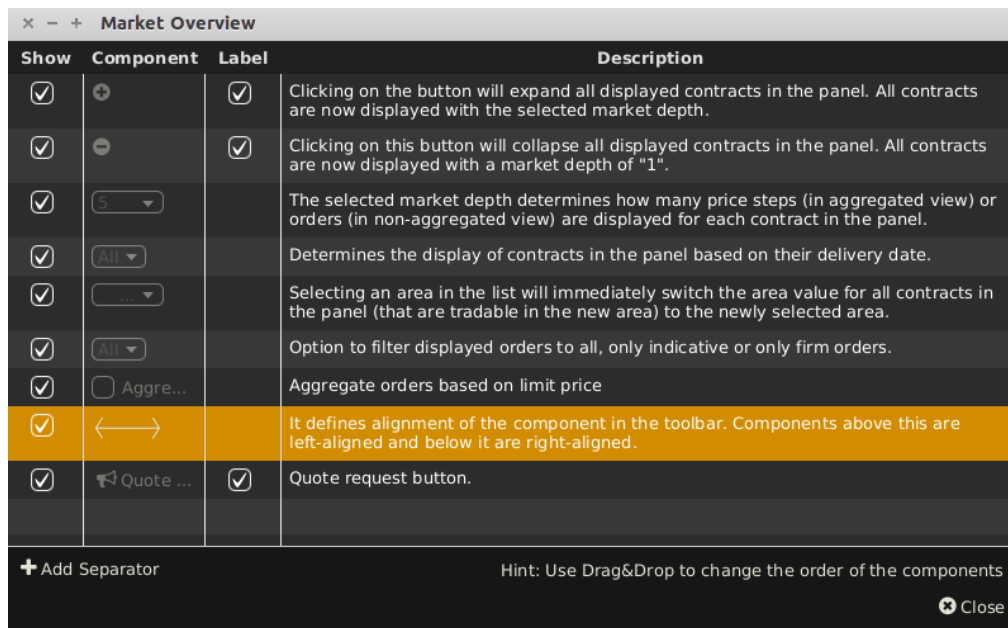 Market Overview
Show Component Label Description
Clicking on the button will expand all displayed contracts in the panel. All contracts
are now displayed with the selected market depth.
Clicking on this button will collapse all displayed contracts in the panel. All contracts
are now displayed with a market depth of "1".
5
The selected market depth determines how many price steps (in aggregated view) or
orders (in non-aggregated view) are displayed for each contract in the panel.
All
Determines the display of contracts in the panel based on their delivery date.
...
Selecting an area in the list will immediately switch the area value for all contracts in
the panel (that are tradable in the new area) to the newly selected area.
All
Option to filter displayed orders to all, only indicative or only firm orders.
Aggre...
Aggregate orders based on limit price
It defines alignment of the component in the toolbar. Components above this are
left-aligned and below it are right-aligned.
Quote ...
Quote request button.
Add Separator
Hint: Use Drag&Drop to change the order of the components
Close